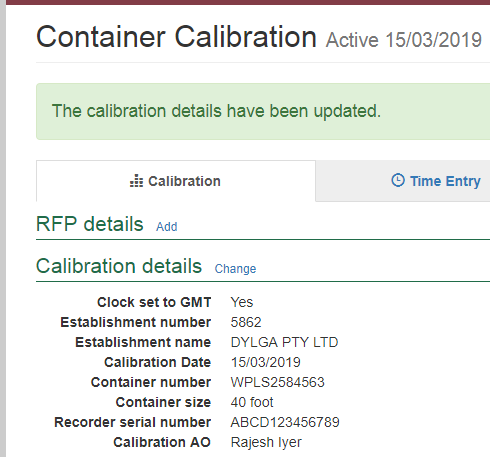 Container Calibration Active 15/03/2019
The calibration details have been updated.
Calibration Time Entry
RFP details Add
Calibration details Change
Clock set to GMT Yes
Establishment number 5862
Establishment name DYLGA PTY LTD
Calibration Date 15/03/2019
Container number WPLS2584563
Container size 40 foot
Recorder serial number ABCD123456789
Calibration AO Rajesh Iyer